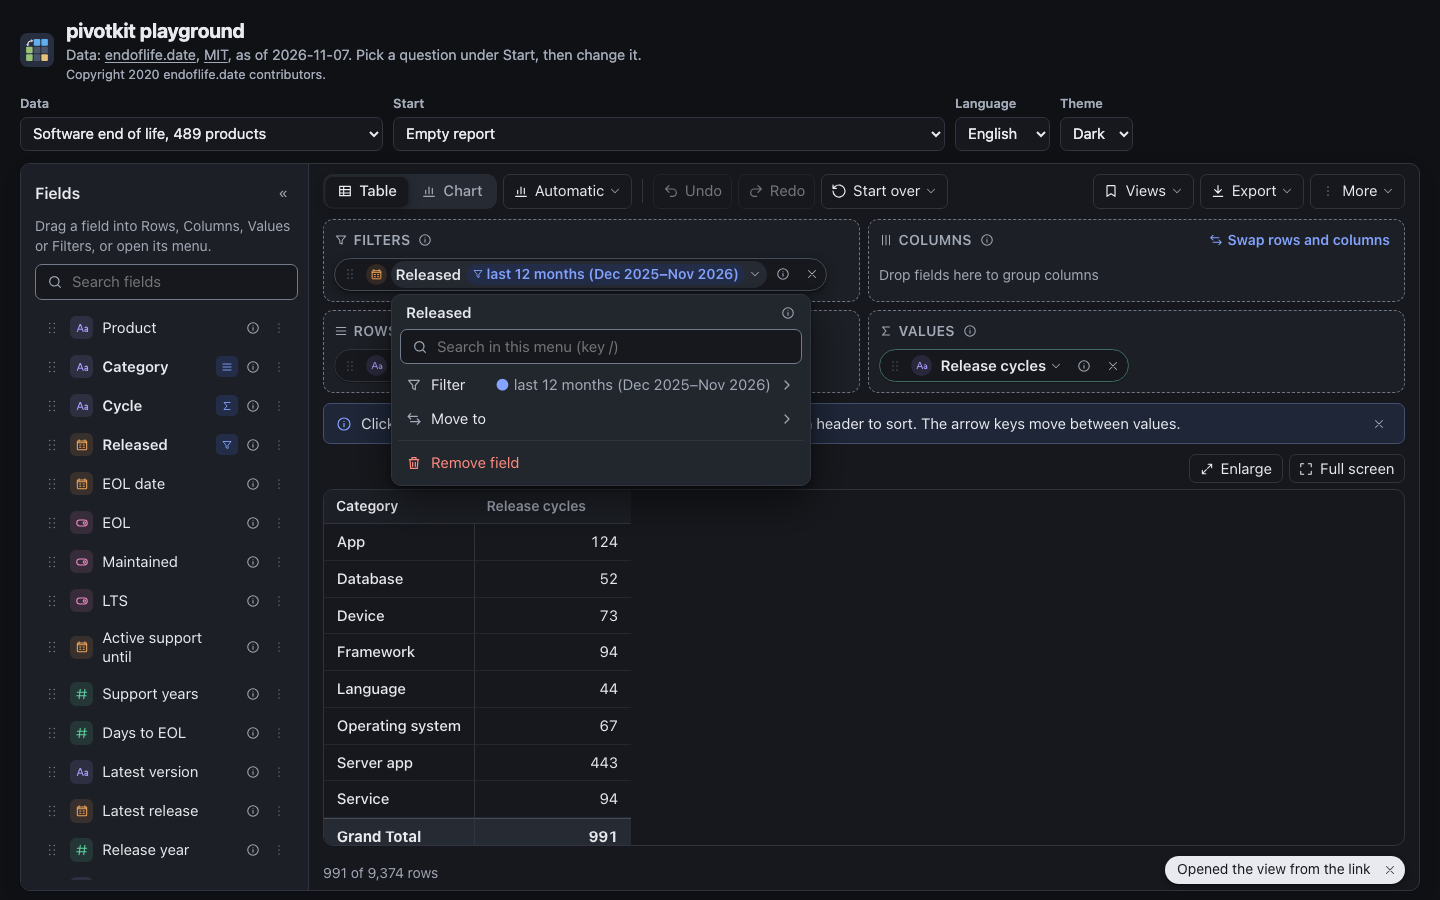 pivotkit playground
Data: endoflife.date, MIT, as of 2026-11-07. Pick a question under Start, then change it.
Copyright 2020 endoflife.date contributors.
Data
Start
Language
Theme
Software end of life, 489 products
Empty report
English
Dark
Fields
«
Drag a field into Rows, Columns, Values
or Filters, or open its menu.
Search fields
Aa Product
Aa Category
Aa Cycle
Released
EOL date
EOL
Maintained
LTS
Active support
until
# Support years
# Days to EOL
Aa Latest version
Latest release
# Release year
Table
Chart
Automatic
Undo
Redo
Start over
Views
Export
More
FILTERS
Released last 12 months (Dec 2025–Nov 2026)
COLUMNS
Swap rows and columns
Drop fields here to group columns
ROWS
Aa
Σ VALUES
Aa Release cycles
Released
Search in this menu (key /)
Filter last 12 months (Dec 2025–Nov 2026)
Move to
Remove field
Click
header to sort. The arrow keys move between values.
Enlarge
Full screen
Category Release cycles
App 124
Database 52
Device 73
Framework 94
Language 44
Operating system 67
Server app 443
Service 94
Grand Total 991
991 of 9,374 rows
Opened the view from the link